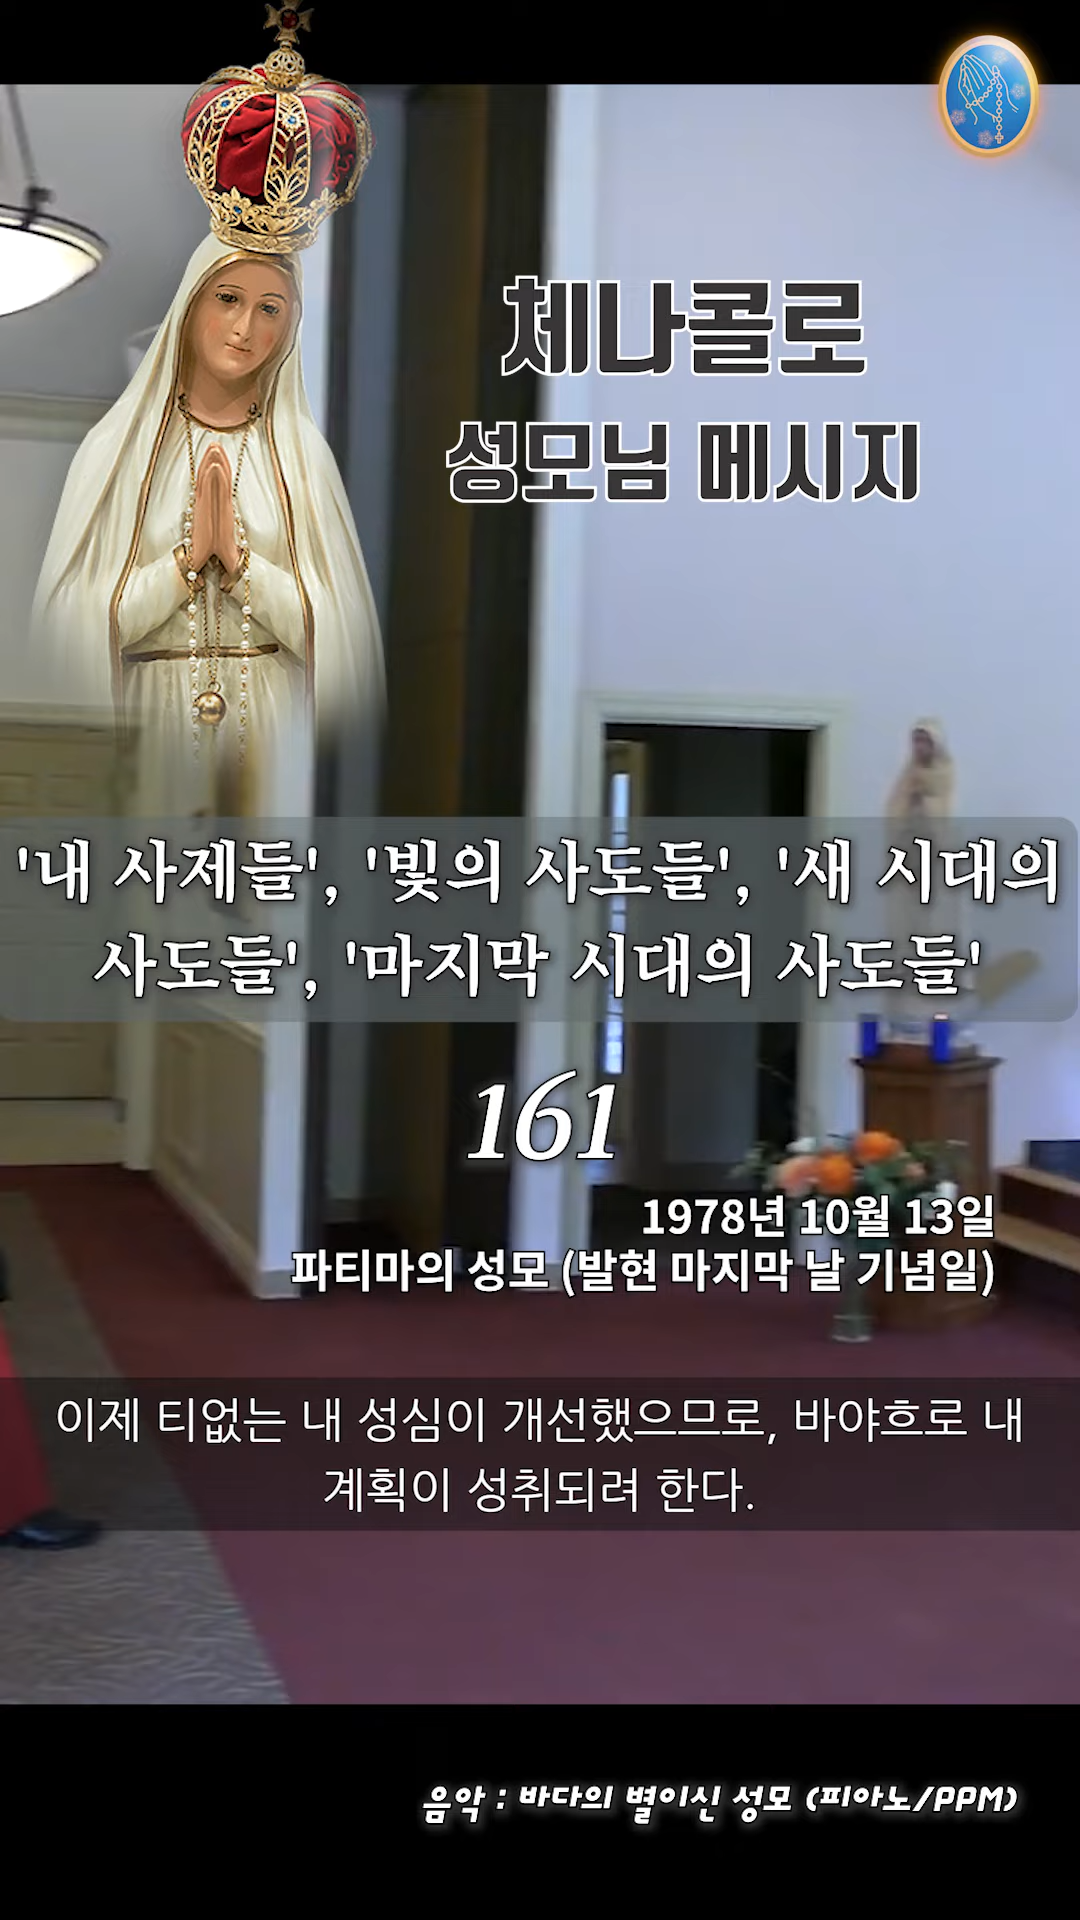 체나콜로
성모님 메시지
'내 사제들', '빛의 사도들', '새 시대의
사도들', '마지막 시대의 사도들'
161
1978년 10월 13일
파티마의 성모 (발현 마지막 날 기념일)
이제 티없는 내 성심이 개선했으므로, 바야흐로 내
계획이 성취되려 한다.
음악 : 바다의 별이신 성모 (피아노/PPM)